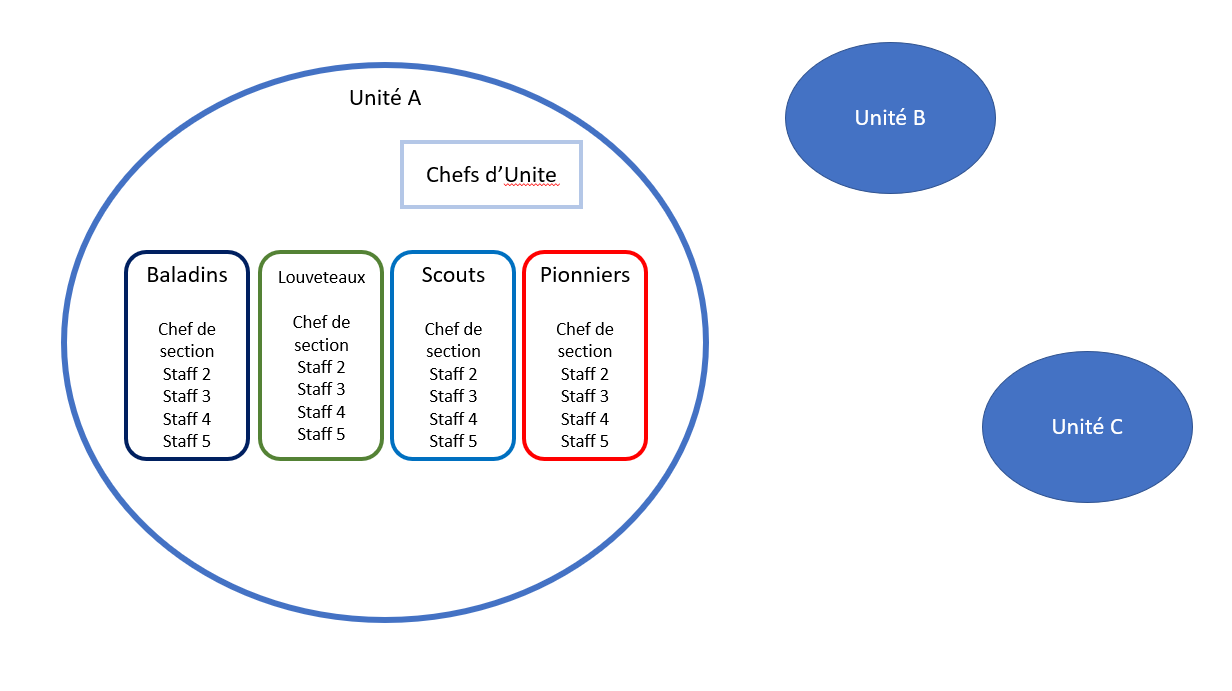 Unité A
Chefs d’Unite
Baladins
Chef de
section
Staff 2
Staff 3
Staff 4
Staff 5
Louveteaux
Chef de
section
Staff 2
Staff 3
Staff 4
Staff 5
Scouts
Chef de
section
Staff 2
Staff 3
Staff 4
Staff 5
Pionniers
Chef de
section
Staff 2
Staff 3
Staff 4
Staff 5
Unité B
Unité C